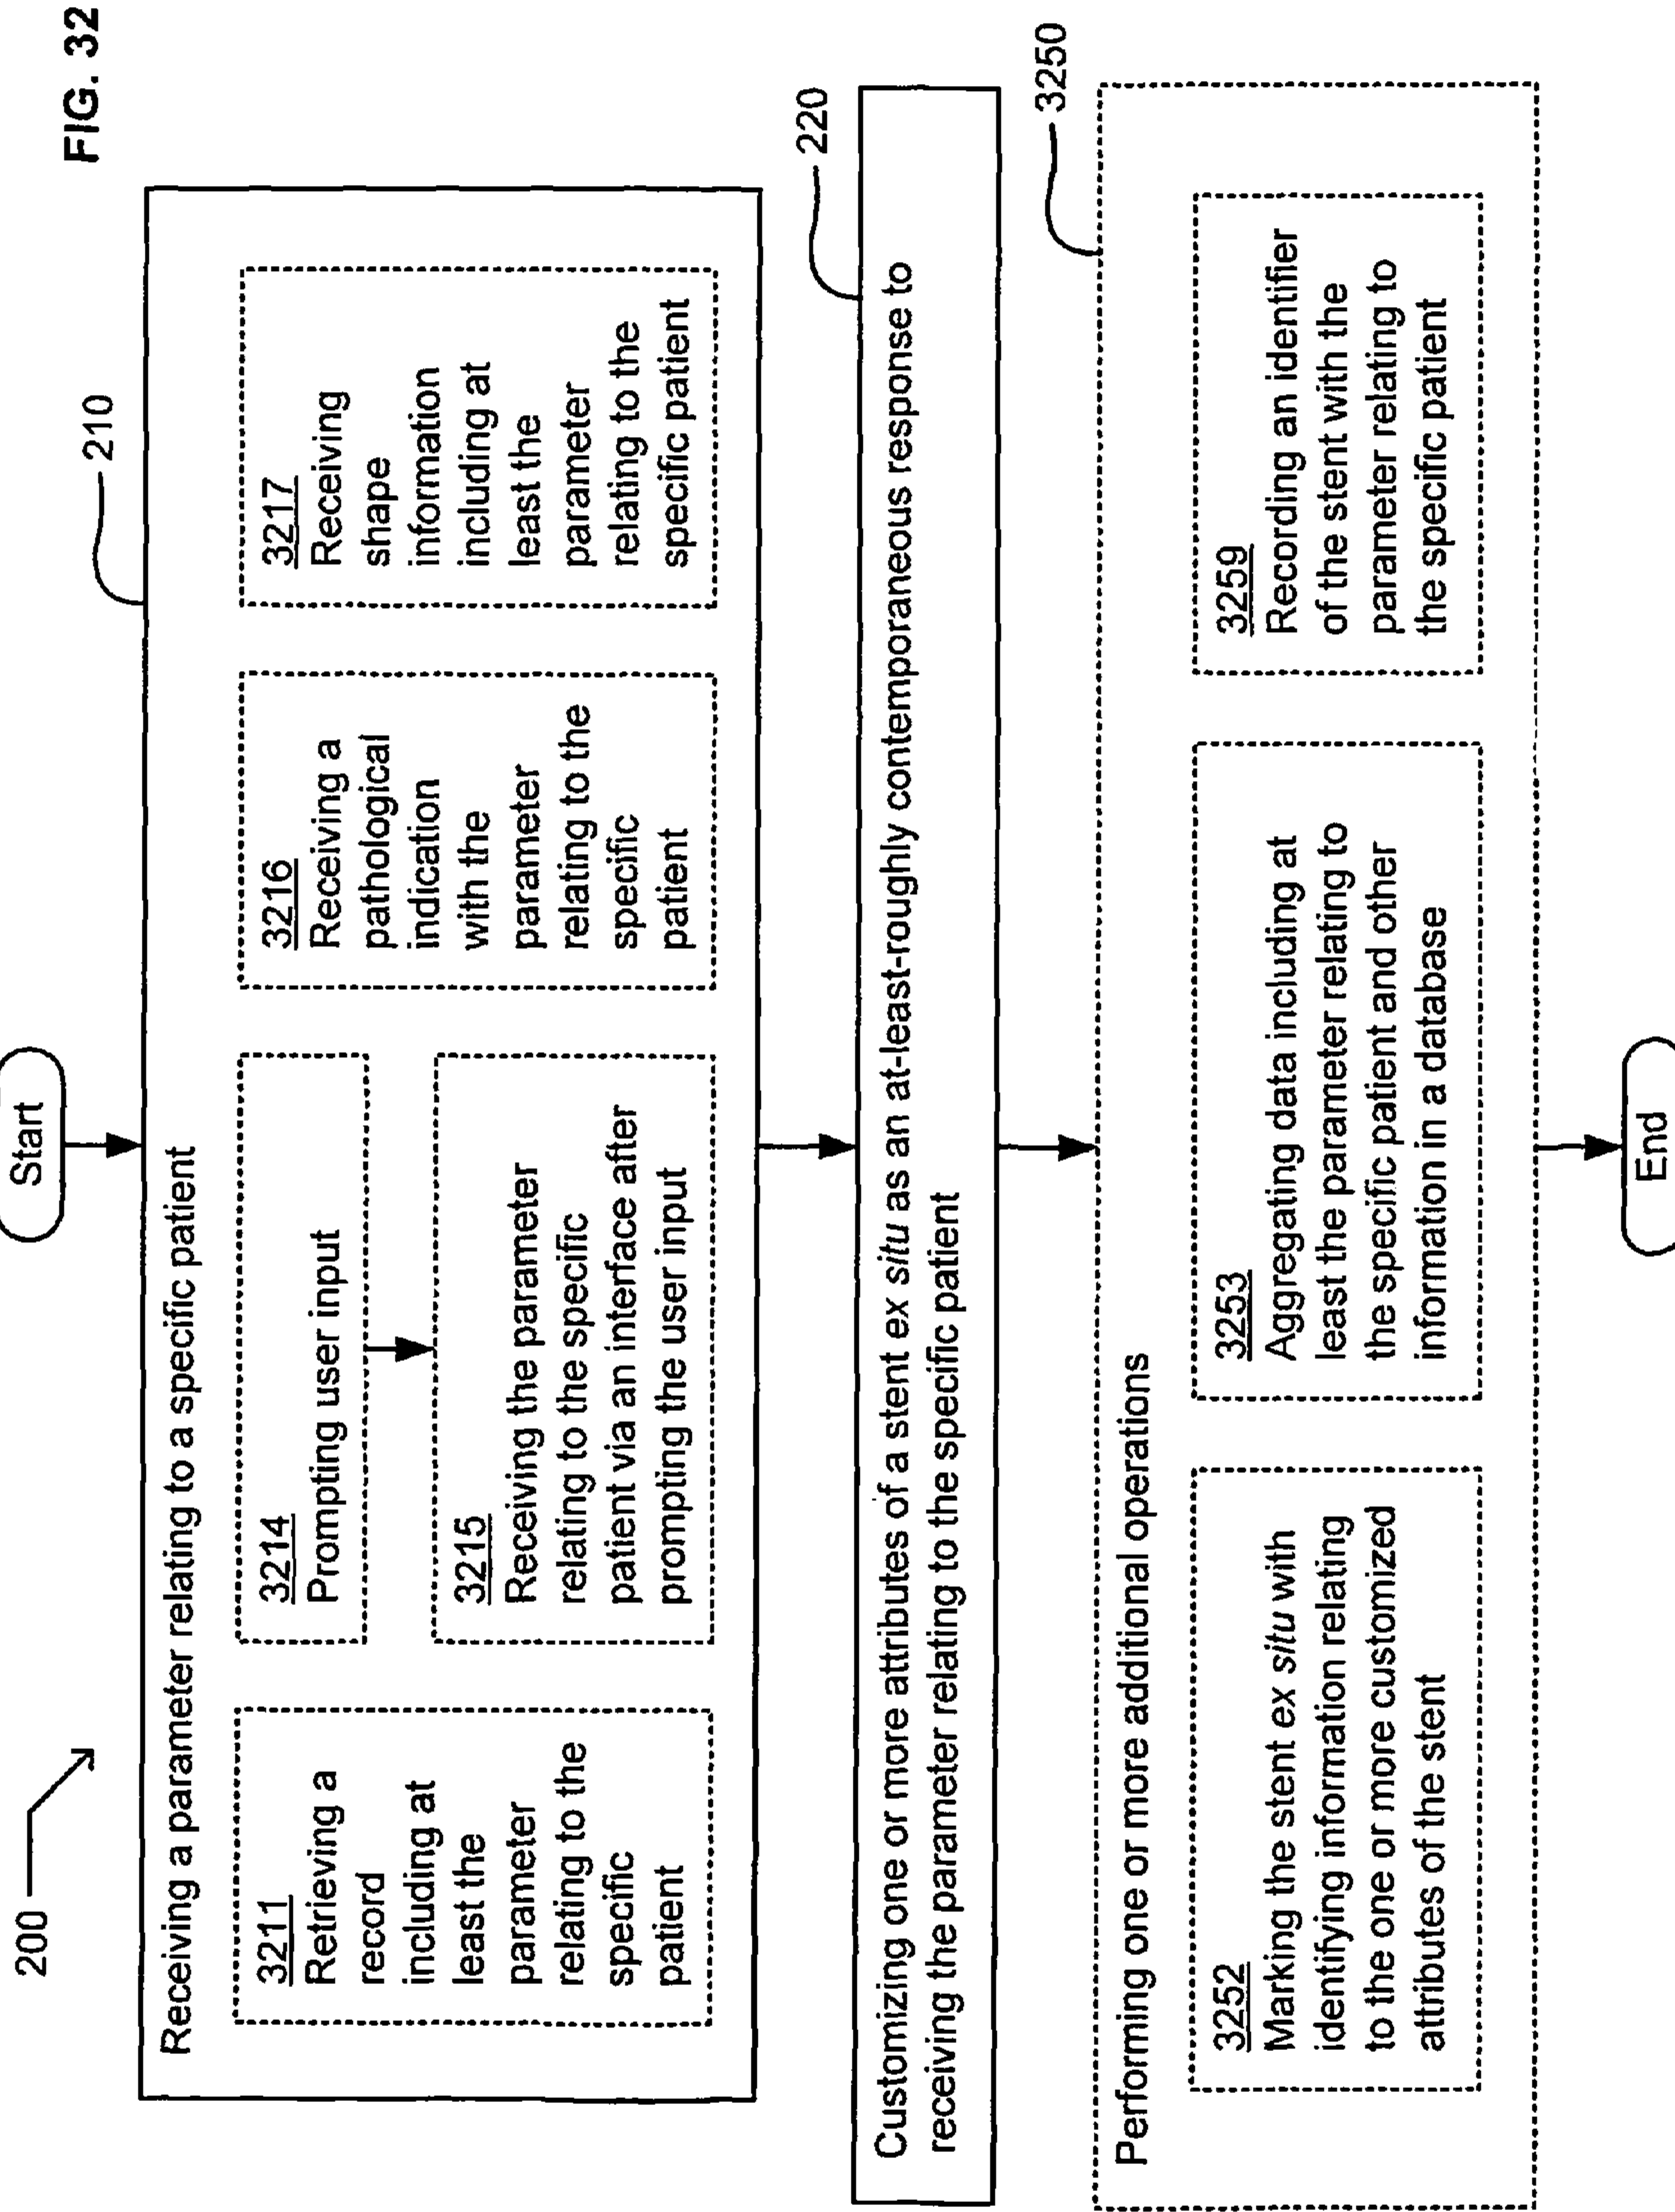 FIG. 32
200
Start
210
Receiving a parameter relating to a specific patient
3211
Retrieving a
record
including at
least the
parameter
relating to the
specific
patient
3214
Prompting user input
3215
Receiving the parameter
relating to the specific
patient via an interface after
prompting the user input
3216
Receiving a
pathological
indication
with the
parameter
relating to the
specific
patient
3217
Receiving
shape
information
including at
least the
parameter
relating to the
specific patient
220
Customizing one or more attributes of a stent ex situ as an at-least-roughly contemporaneous response to
receiving the parameter relating to the specific patient
3250
Performing one or more additional operations
3252
Marking the stent ex situ with
identifying information relating
to the one or more customized
attributes of the stent
3253
Aggregating data including at
least the parameter relating to
the specific patient and other
information in a database
3259
Recording an identifier
of the stent with the
parameter relating to
the specific patient
End